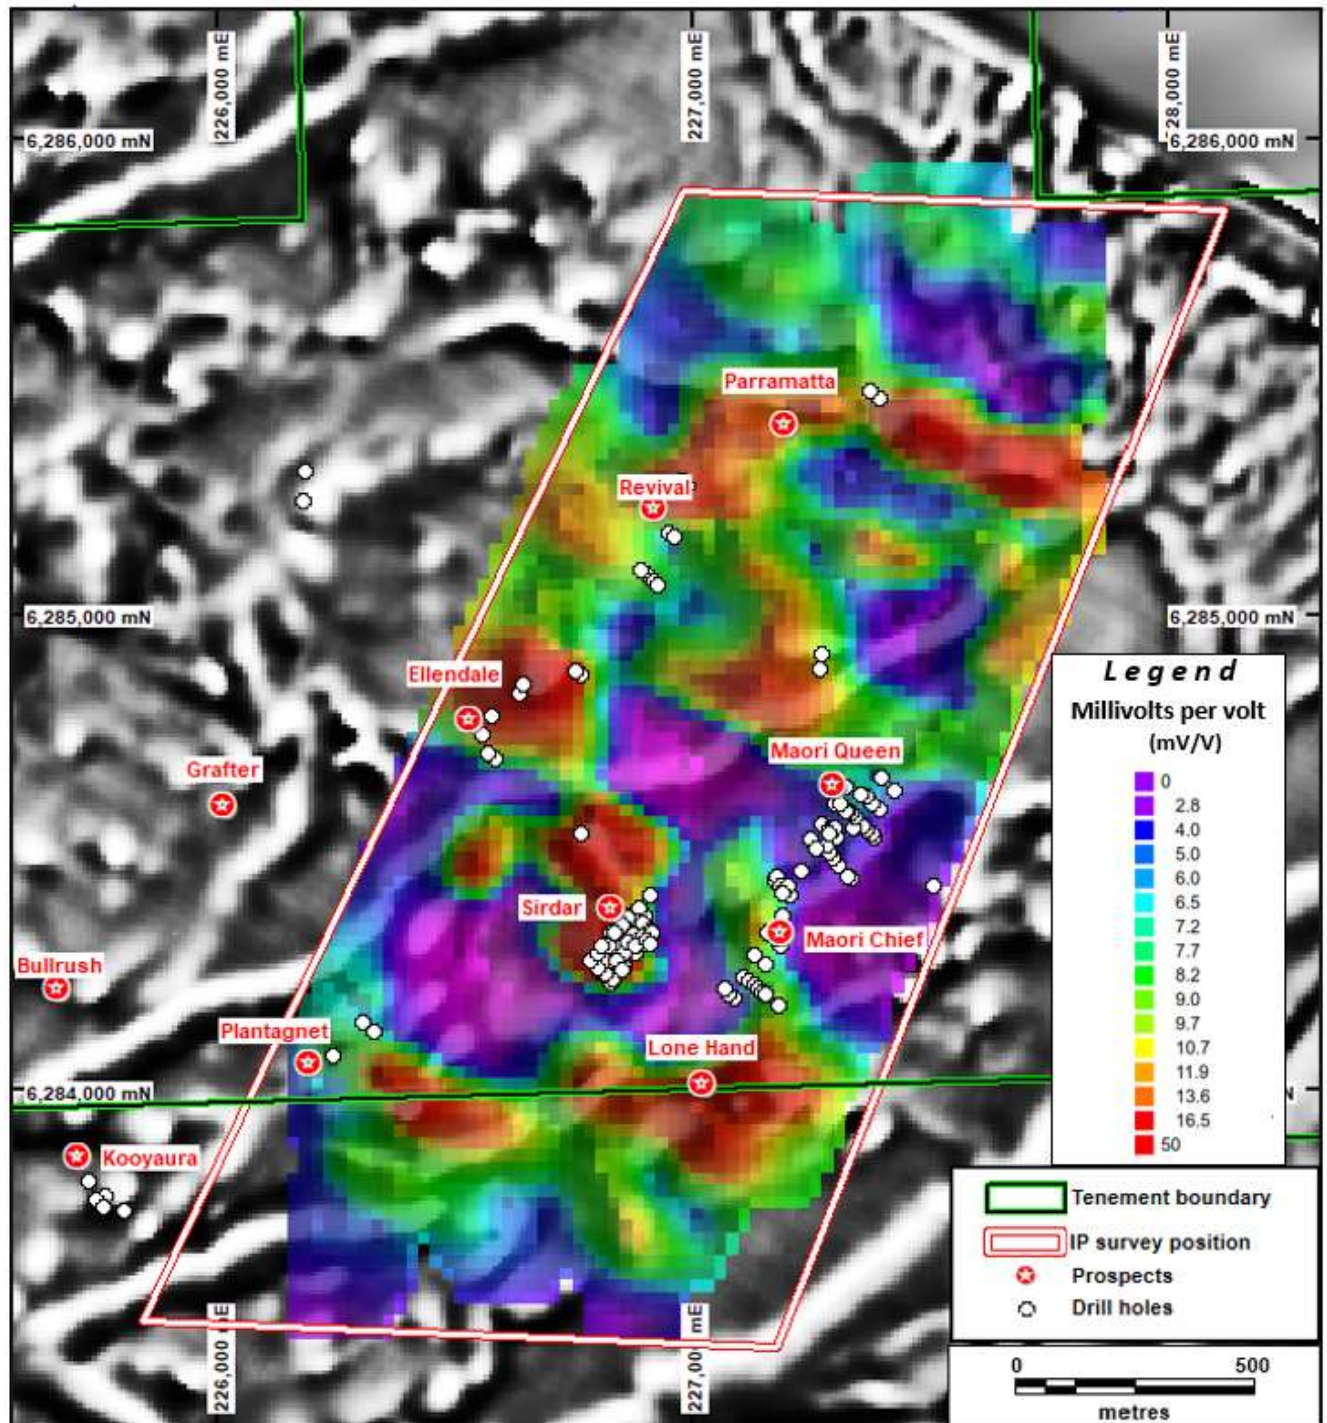 226,000 mE
227,000 mE
228,000 mE
6,286,000 mN
6,286,000 mN
Parramatta
Revival
6,285,000 mN
6,285,000 mN
Ellendale
Maori Queen
Grafter
Sirdar
Maori Chief
Bullrush
Plantagnet
Lone Hand
6,284,000 mN
N
Kooyaura
Legend
Millivolts per volt
(mV/V)
0
2.8
4.0
5.0
6.0
6.5
7.2
7.7
8.2
9.0
9.7
10.7
11.9
13.6
16.5
50
Tenement boundary
IP survey position
Prospects
Drill holes
226,000 mE
227,0 mE
0 500
metres